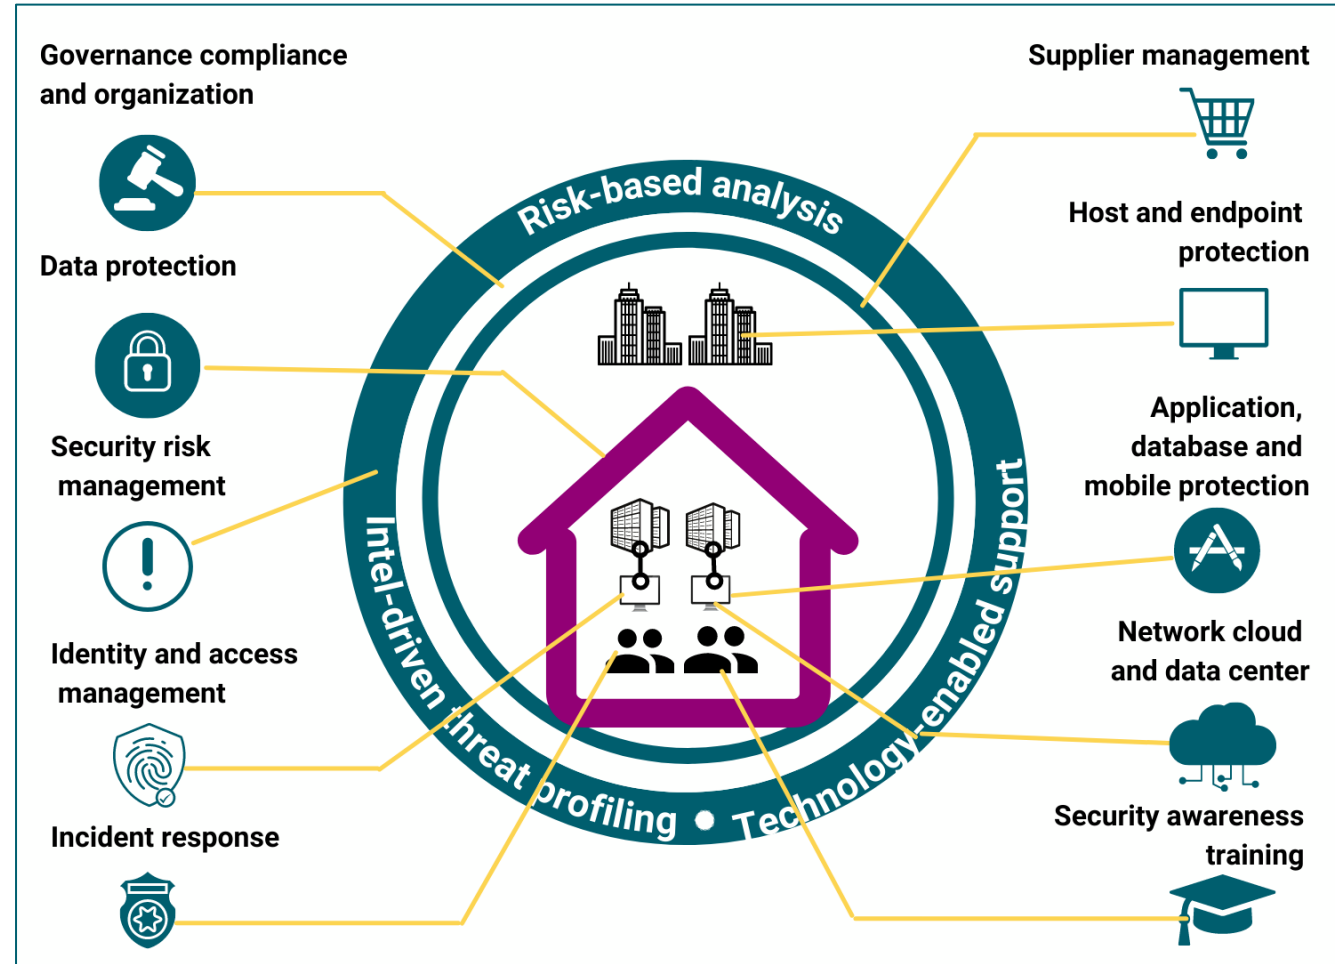 Governance compliance
and organization
Data protection
Security risk
management
Identity and access
management
Incident response
Risk-based analysis
Intel-driven threat profiling
Technology-enabled support
Supplier management
Host and endpoint
protection
Application,
database and
mobile protection
Network cloud
and data center
Security awareness
training